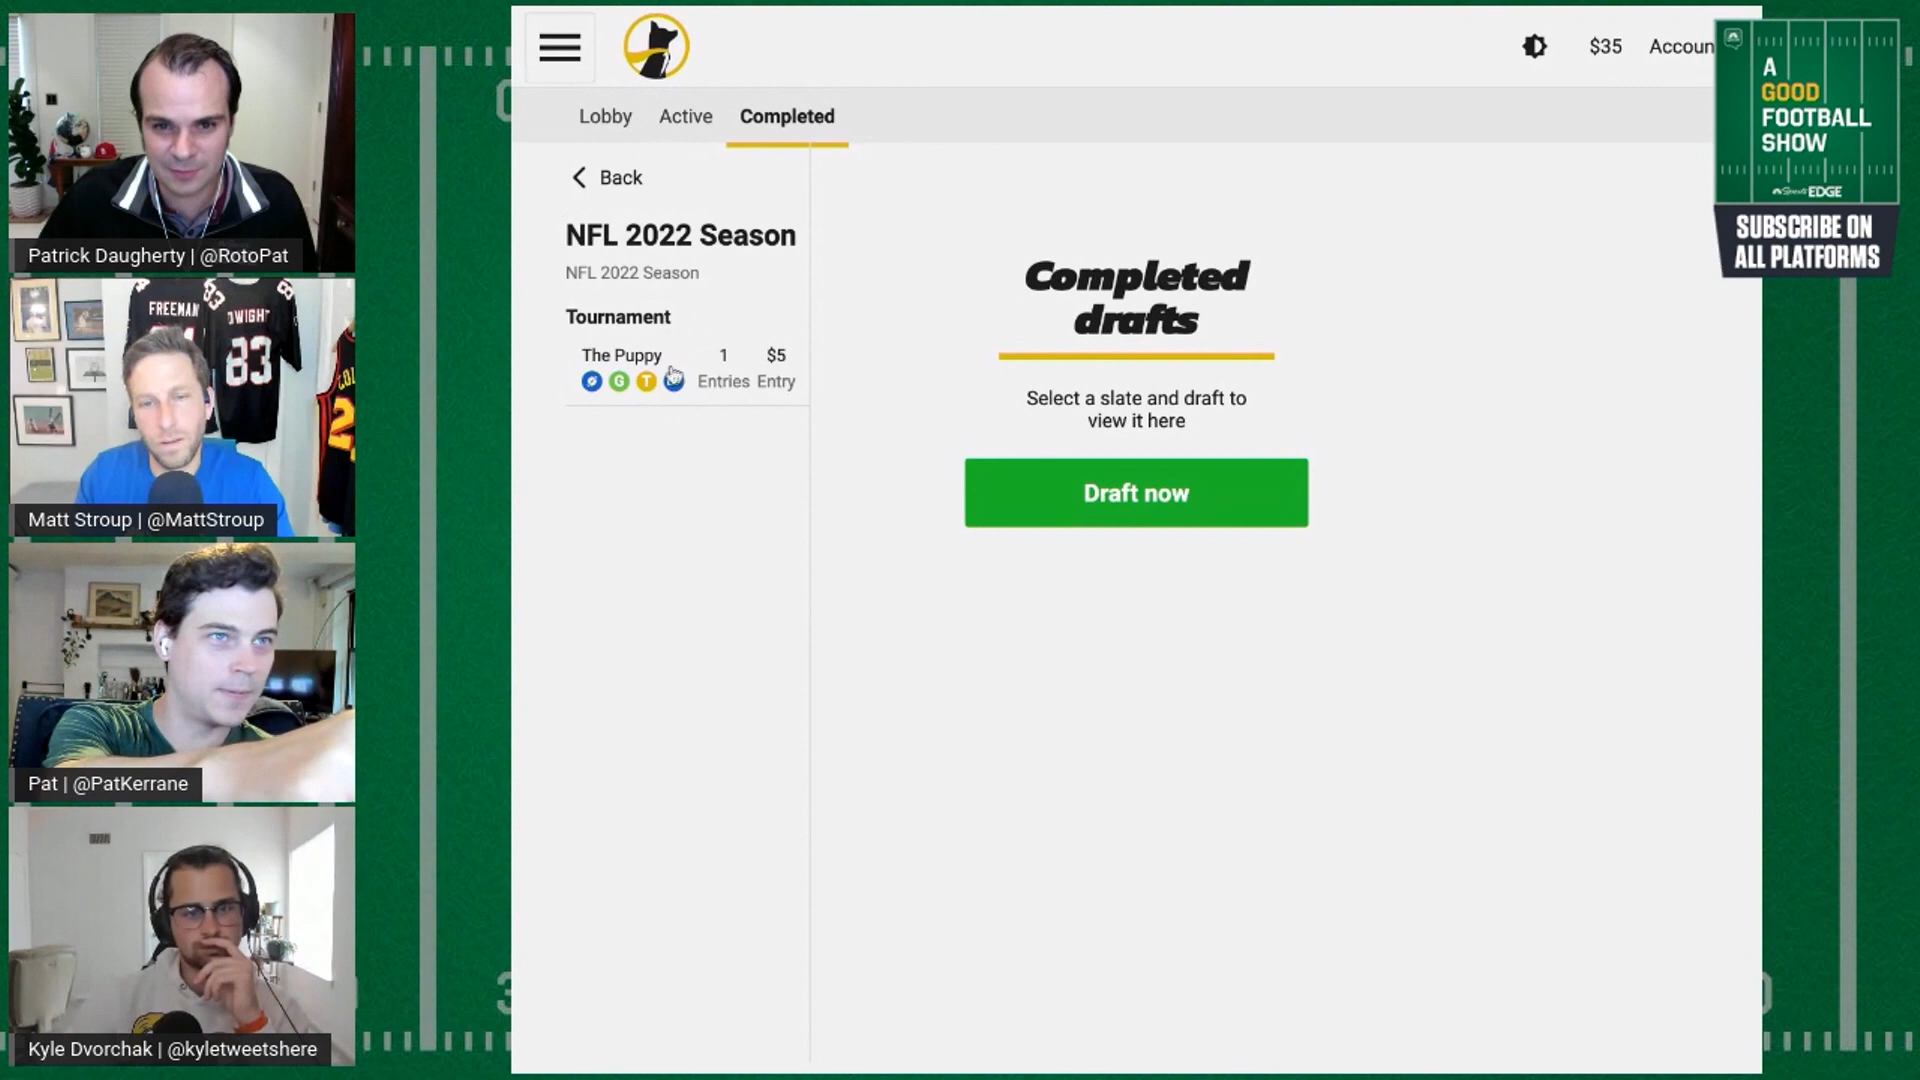 Patrick Daugherty | @RotoPat
FREEMAN
DWIGHT
83
83
Matt Stroup | @MattStroup
Pat | @PatKerrane
Kyle Dvorchak | @kyletweetshere
$35
Accoun
Lobby
Active
Completed
Back
NFL 2022 Season
NFL 2022 Season
Tournament
The Puppy
1
$5
G
T
Entries
Entry
Completed
drafts
Select a slate and draft to
view it here
Draft now
A
GOOD
FOOTBALL
SHOW
Sports EDGE
SUBSCRIBE ON
ALL PLATFORMS